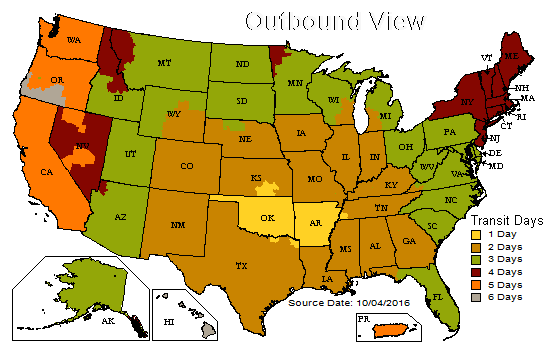 Outbound View
WA
OR
CA
NV
ID
MT
WY
UT
AZ
CO
NM
ND
SD
NE
KS
OK
TX
MN
IA
MO
AR
LA
WI
IL
MI
IN
OH
KY
TN
MS
AL
GA
FL
SC
NC
VA
WV
PA
NY
VT
ME
NH
MA
RI
CT
NJ
DE
MD
AK
HI
PR
Transit Days
1 Day
2 Days
3 Days
4 Days
5 Days
6 Days
Source Date: 10/04/2016